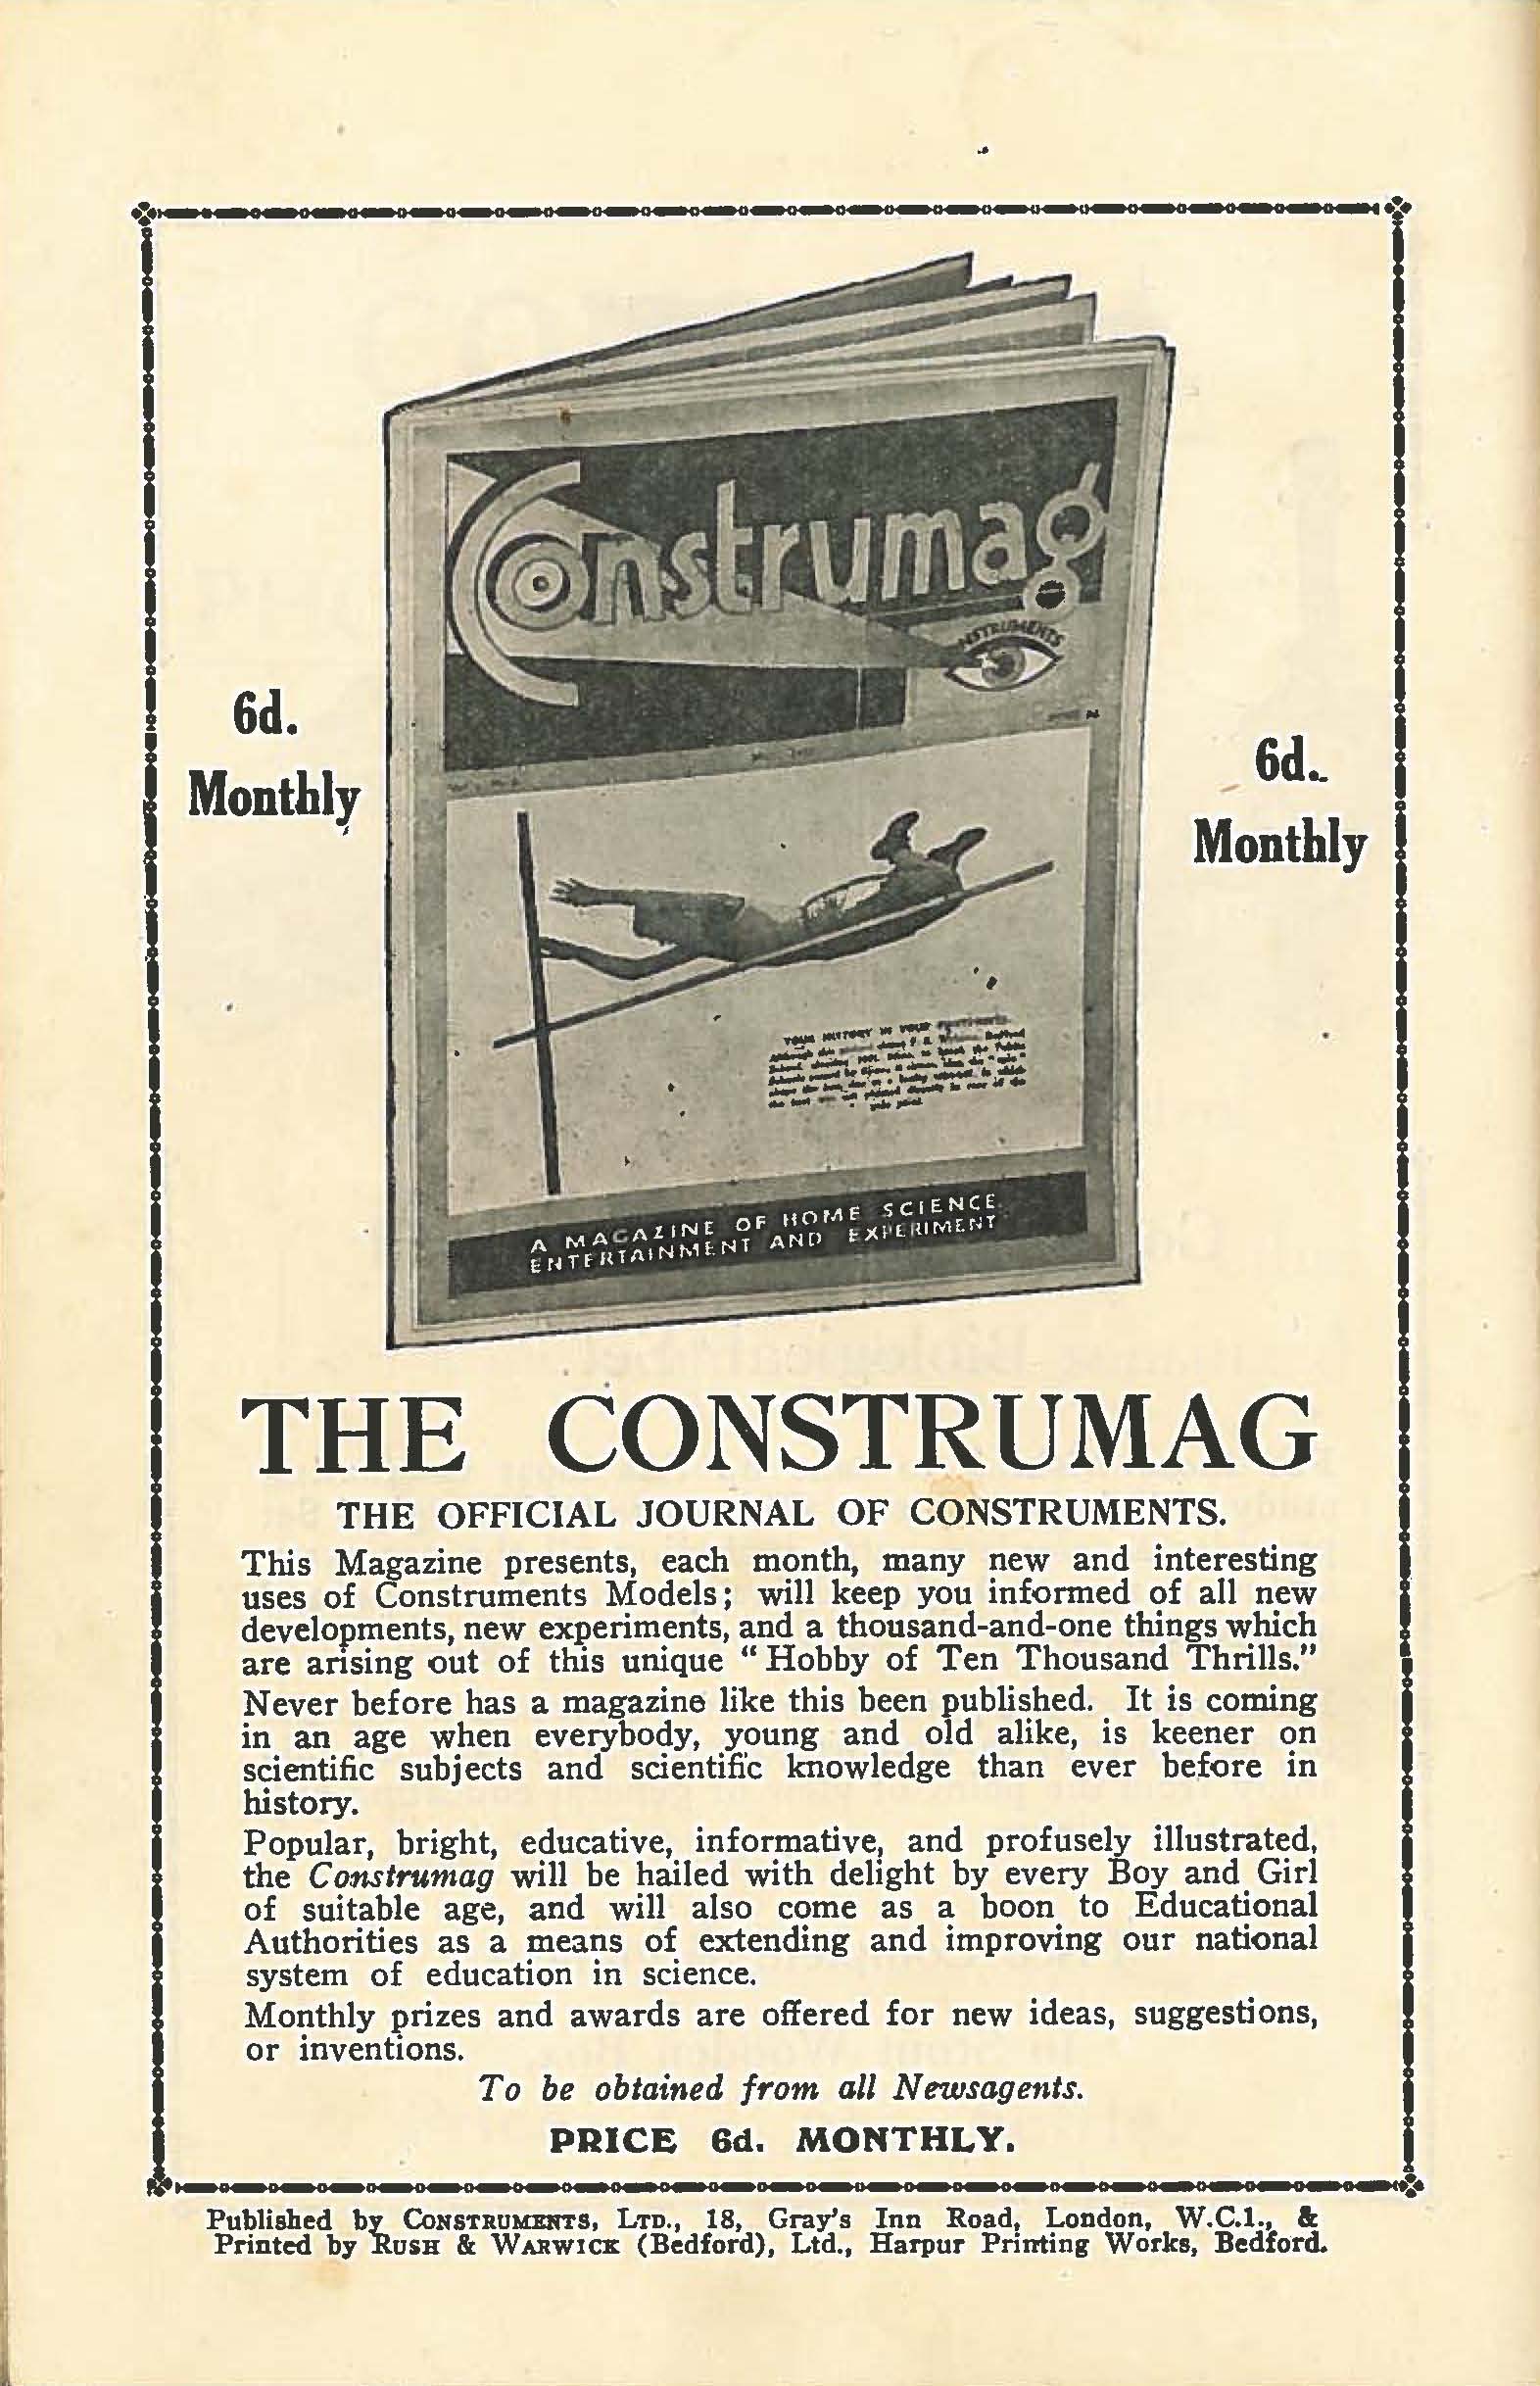 Construmag
INSTRUMENTS
6d.
Monthly
6d.
Monthly
YOUR HISTORY IN YOUR
A MAGAZINE OF HOME SCIENCE
ENTERTAINMENT AND EXPERIMENT
THE CONSTRUMAG
THE OFFICIAL JOURNAL OF CONSTRUMENTS.
This Magazine presents, each month, many new and interesting
uses of Construments Models; will keep you informed of all new
developments, new experiments, and a thousand-and-one things which
are arising out of this unique "Hobby of Ten Thousand Thrills."
Never before has a magazine like this been published. It is coming
in an age when everybody, young and old alike, is keener on
scientific subjects and scientific knowledge than ever before in
history.
Popular, bright, educative, informative, and profusely illustrated,
the Construmag will be hailed with delight by every Boy and Girl
of suitable age, and will also come as a boon to Educational
Authorities as a means of extending and improving our national
system of education in science.
Monthly prizes and awards are offered for new ideas, suggestions,
or inventions.
To be obtained from all Newsagents.
PRICE 6d. MONTHLY.
Published by CONSTRUMENTS, LTD., 18, Gray's Inn Road, London, W.C.1., &
Printed by RUSH & WARWICK (Bedford), Ltd., Harpur Printing Works, Bedford.